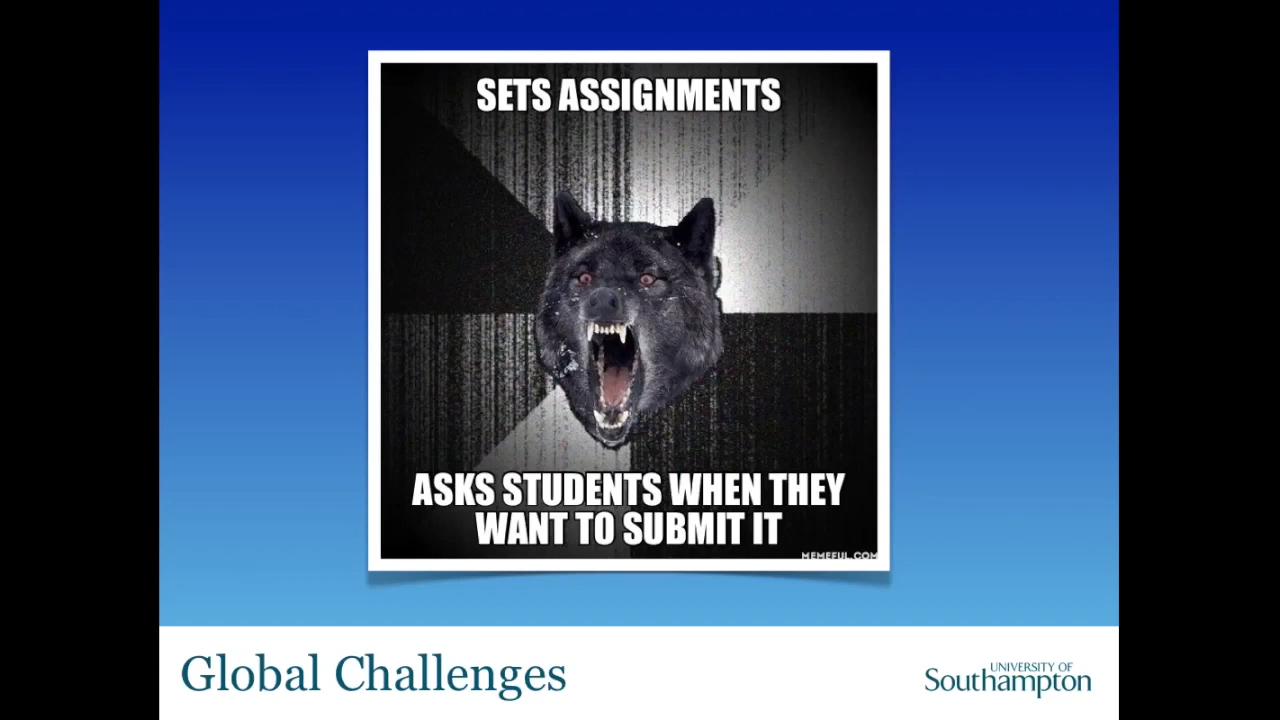 SETS ASSIGNMENTS
ASKS STUDENTS WHEN THEY
WANT TO SUBMIT IT
MEMEFUL.COM
Global Challenges
UNIVERSITY OF
Southampton